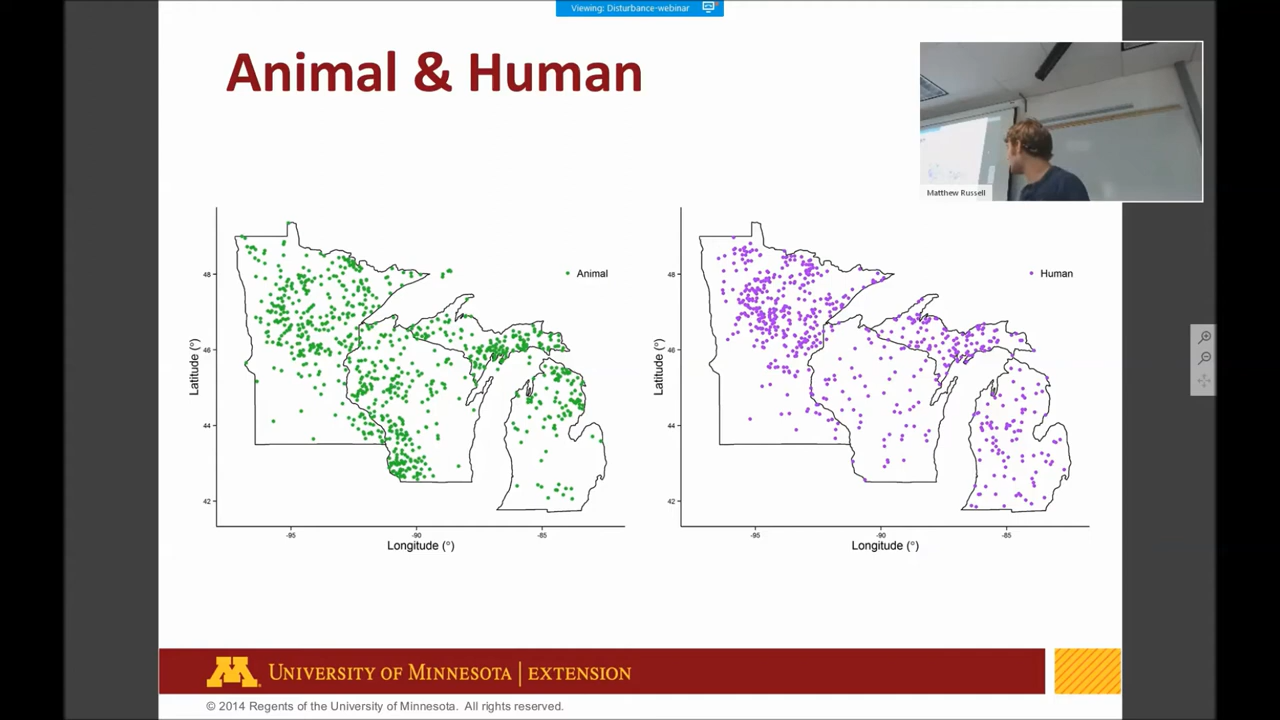 Viewing: Disturbance-webinar
Animal & Human
Matthew Russell
48
46
44
42
-95
-90
-85
Latitude (°)
Longitude (°)
Animal
48
46
44
42
-95
-90
-85
Latitude (°)
Longitude (°)
Human
M
UNIVERSITY OF MINNESOTA | EXTENSION
© 2014 Regents of the University of Minnesota. All rights reserved.